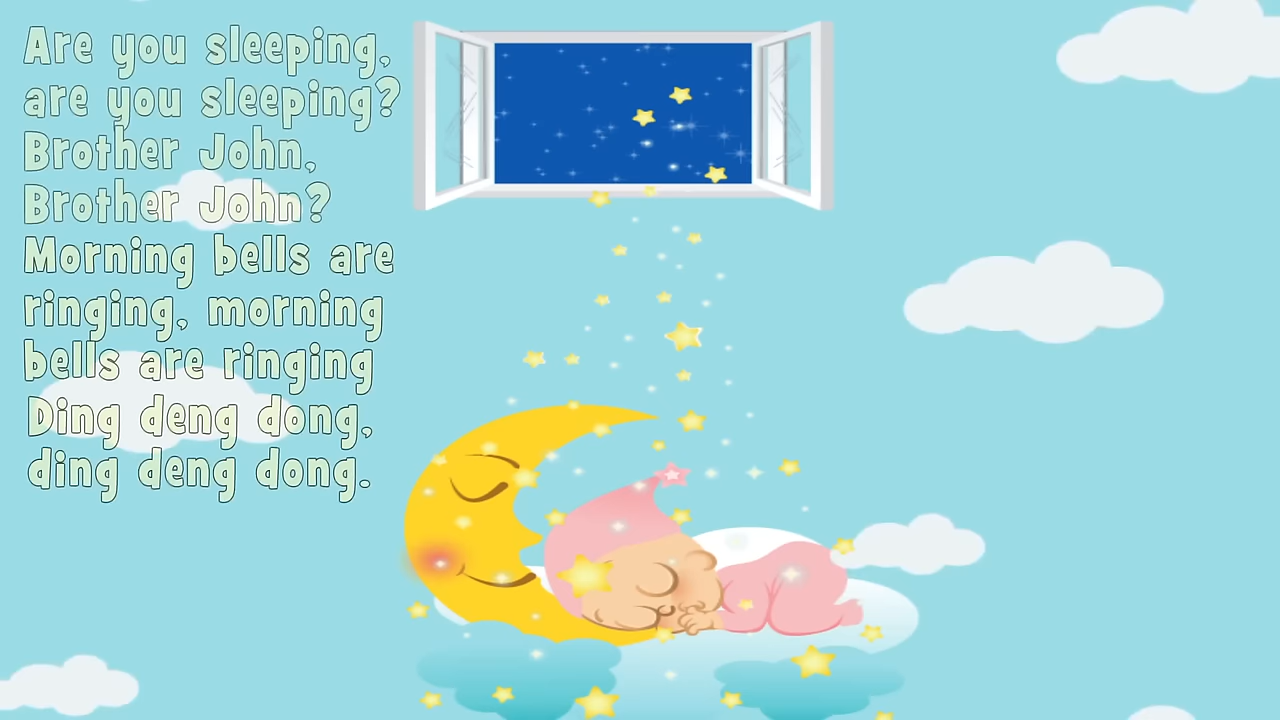 Are you sleeping,
are you sleeping?
Brother John,
Brother John?
Morning bells are
ringing, morning
bells are ringing
Ding deng dong,
ding deng dong.